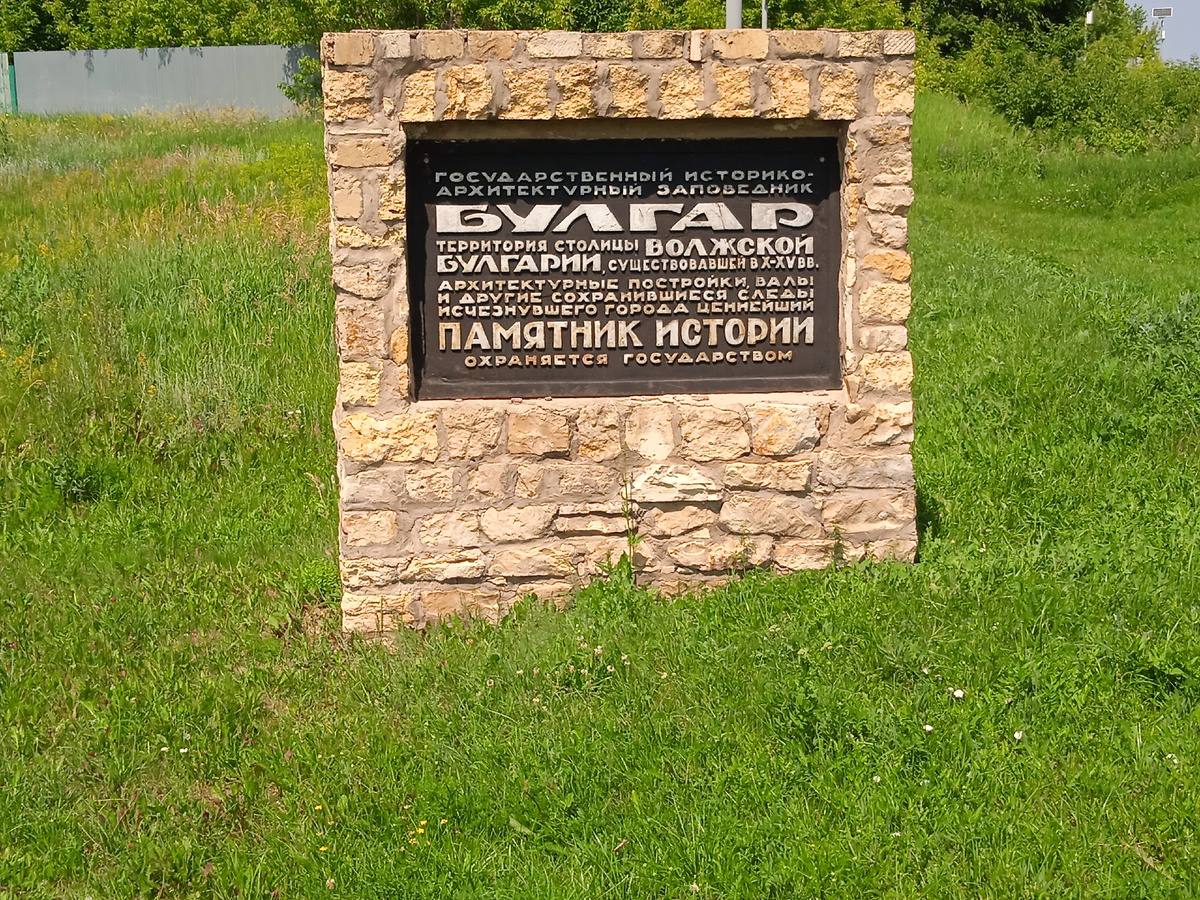 ГОСУДАРСТВЕННЫЙ ИСТОРИКО-
АРХИТЕКТУРНЫЙ ЗАПОВЕДНИК
БУЛГАР
ТЕРРИТОРИЯ СТОЛИЦЫ ВОЛЖСКОЙ
БУЛГАРИИ, СУЩЕСТВОВАВШЕЙ В X-XV ВВ.
АРХИТЕКТУРНЫЕ ПОСТРОЙКИ, ВАЛЫ
И ДРУГИЕ СОХРАНИВШИЕСЯ СЛЕДЫ
ИСЧЕЗНУВШЕГО ГОРОДА ЦЕННЕЙШИЙ
ПАМЯТНИК ИСТОРИИ
ОХРАНЯЕТСЯ ГОСУДАРСТВОМ